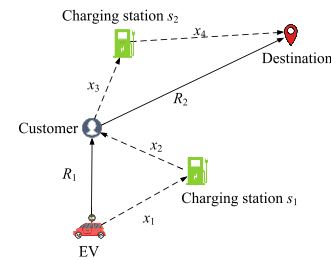 Charging station s2
x4
Destination
x3
R2
Customer
x2
R1
Charging station s1
x1
EV